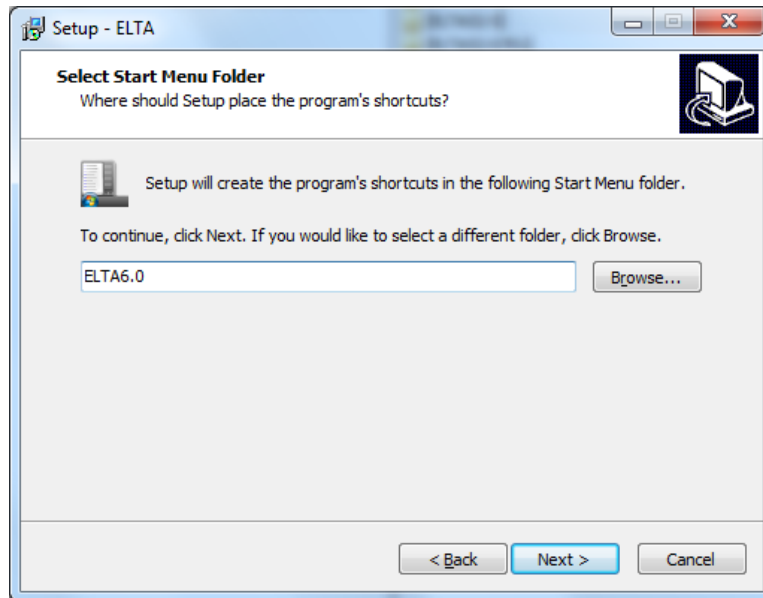 Setup - ELTA
Select Start Menu Folder
Where should Setup place the program's shortcuts?
Setup will create the program's shortcuts in the following Start Menu folder.
To continue, click Next. If you would like to select a different folder, click Browse.
ELTA6.0
Browse...
< Back
Next >
Cancel